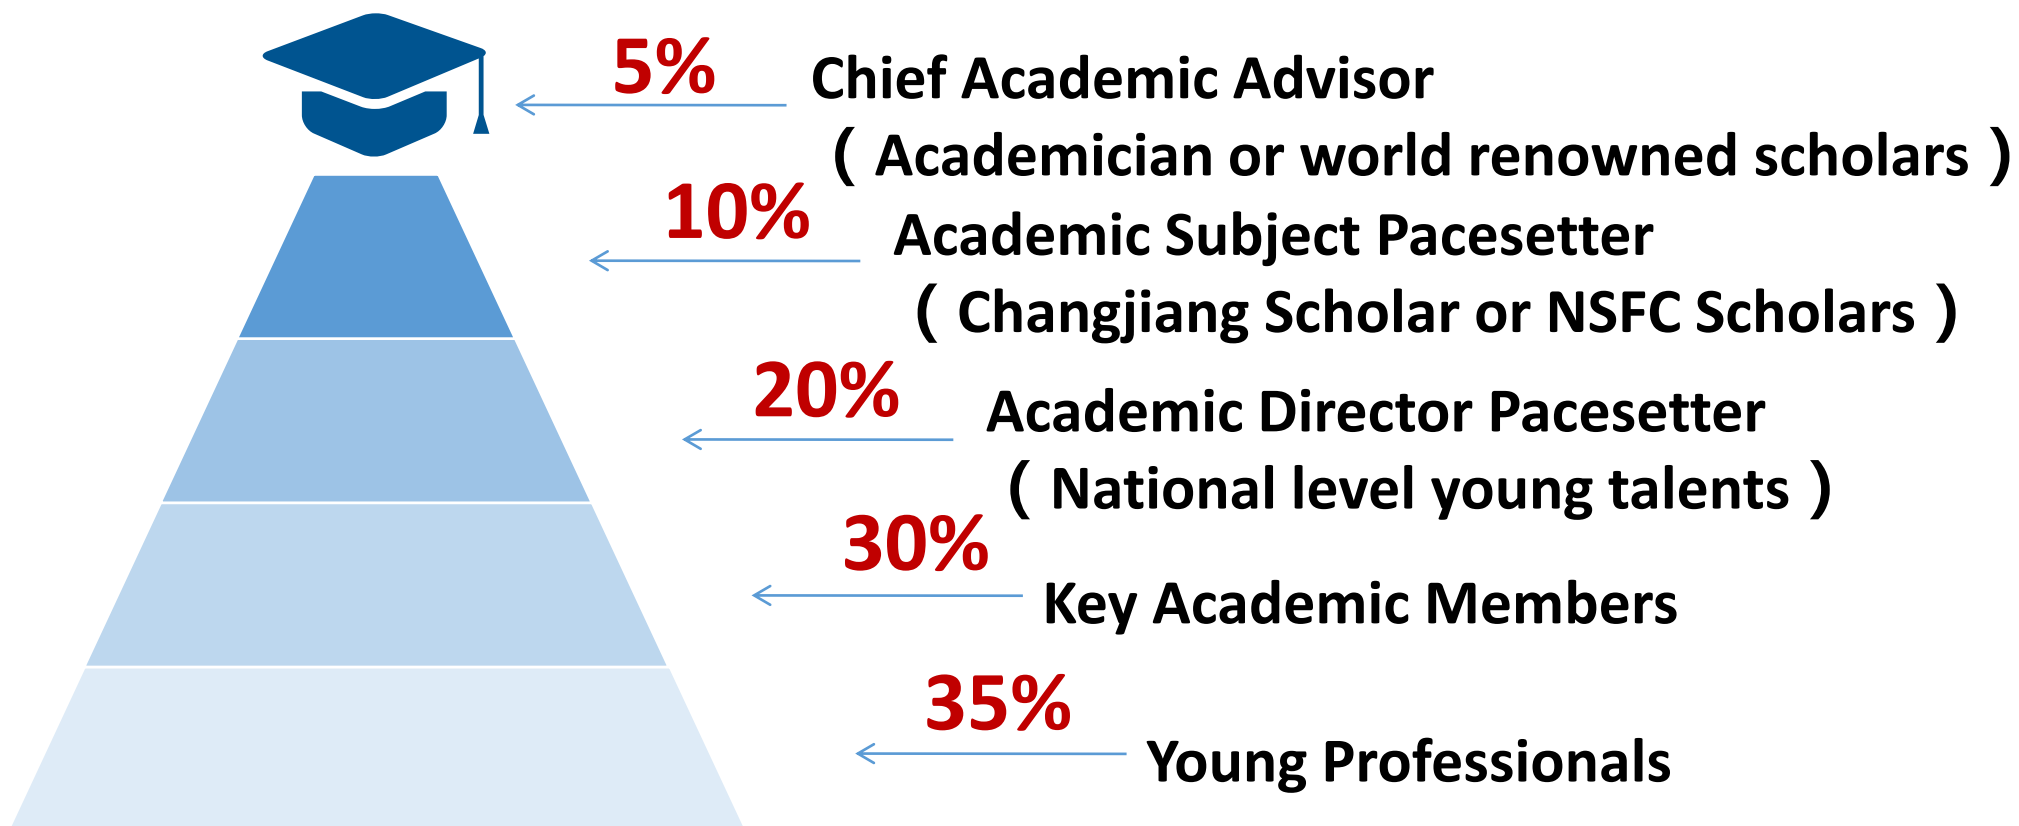 5%
Chief Academic Advisor
( Academician or world renowned scholars )
10%
Academic Subject Pacesetter
( Changjiang Scholar or NSFC Scholars )
20%
Academic Director Pacesetter
( National level young talents )
30%
Key Academic Members
35%
Young Professionals